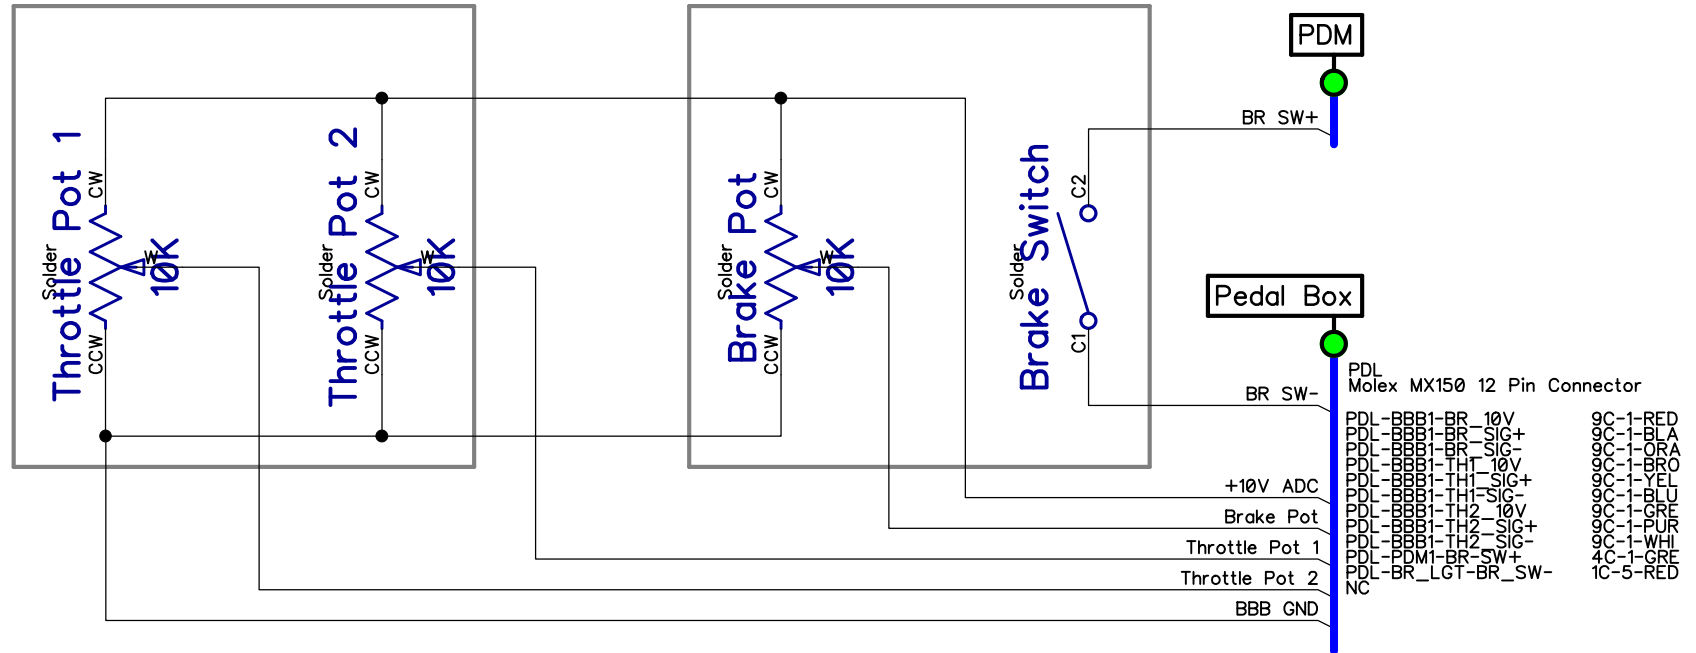 PDM
BR SW+
Throttle Pot 1
Solder
CW
W
10K
CCW
Throttle Pot 2
Solder
CW
W
10K
CCW
Brake Pot
Solder
CW
W
10K
CCW
Brake Switch
Solder
C2
C1
Pedal Box
PDL
Molex MX150 12 Pin Connector
BR SW-
PDL-BBB1-BR_10V 9C-1-RED
PDL-BBB1-BR_SIG+ 9C-1-BLA
PDL-BBB1-BR_SIG- 9C-1-ORA
PDL-BBB1-TH1_10V 9C-1-BRO
PDL-BBB1-TH1_SIG+ 9C-1-YEL
PDL-BBB1-TH1-SIG- 9C-1-BLU
PDL-BBB1-TH2_10V 9C-1-GRE
PDL-BBB1-TH2_SIG+ 9C-1-PUR
PDL-BBB1-TH2_SIG- 9C-1-WHI
PDL-PDM1-BR-SW+ 4C-1-GRE
PDL-BR_LGT-BR_SW- 1C-5-RED
NC
+10V ADC
Brake Pot
Throttle Pot 1
Throttle Pot 2
BBB GND